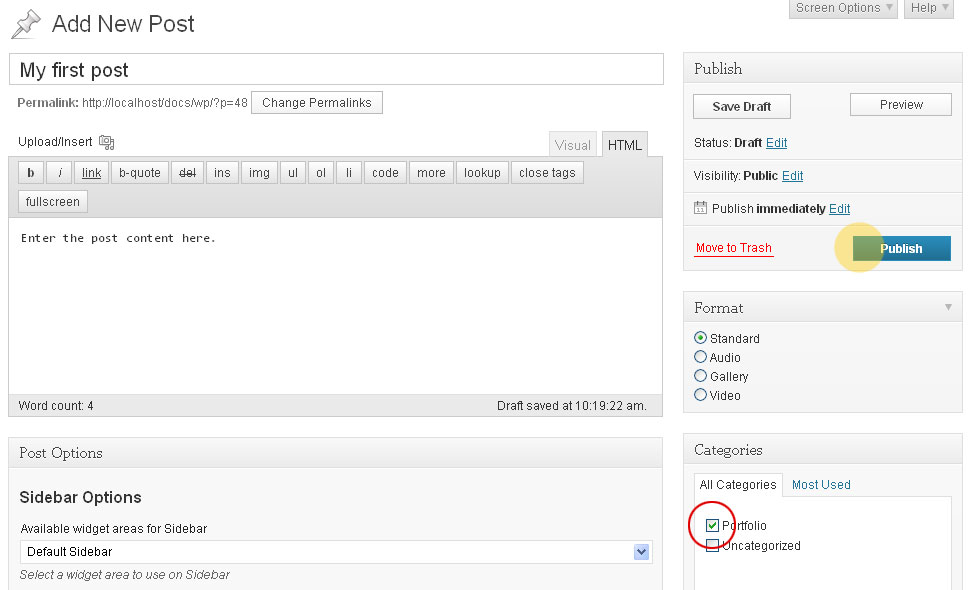 Screen Options Help
Add New Post
My first post
Permalink: http://localhost/docs/wp/?p=48 Change Permalinks
Upload/Insert
Visual HTML
b i link b-quote del ins img ul ol li code more lookup close tags
fullscreen
Enter the post content here.
Word count: 4 Draft saved at 10:19:22 am.
Post Options
Sidebar Options
Available widget areas for Sidebar
Default Sidebar
Select a widget area to use on Sidebar
Publish
Save Draft Preview
Status: Draft Edit
Visibility: Public Edit
Publish immediately Edit
Move to Trash Publish
Format
Standard
Audio
Gallery
Video
Categories
All Categories Most Used
Portfolio
Uncategorized